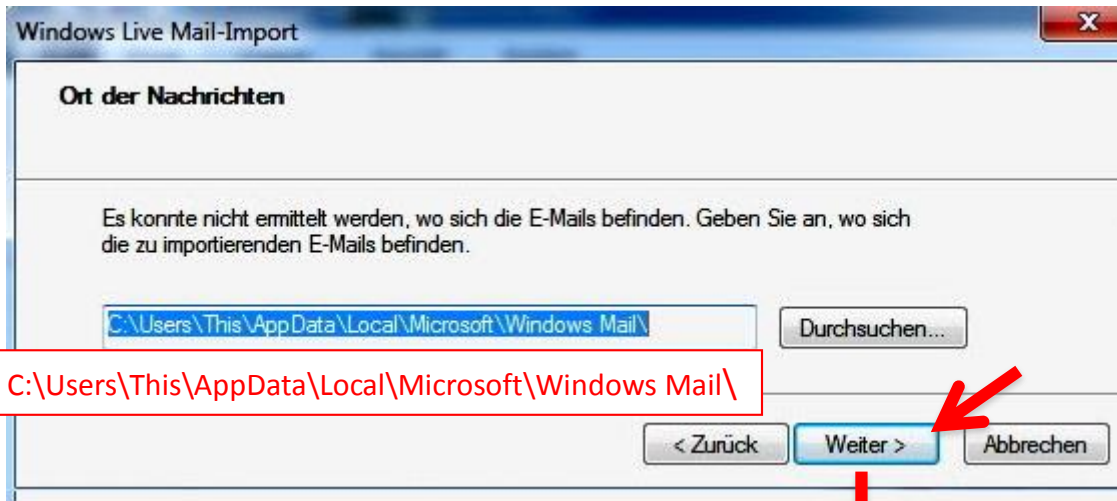 Windows Live Mail-Import
x
Ort der Nachrichten
Es konnte nicht ermittelt werden, wo sich die E-Mails befinden. Geben Sie an, wo sich
die zu importierenden E-Mails befinden.
C:\Users\This\AppData\Local\Microsoft\Windows Mail\
Durchsuchen...
C:\Users\This\AppData\Local\Microsoft\Windows Mail\
< Zurück
Weiter >
Abbrechen